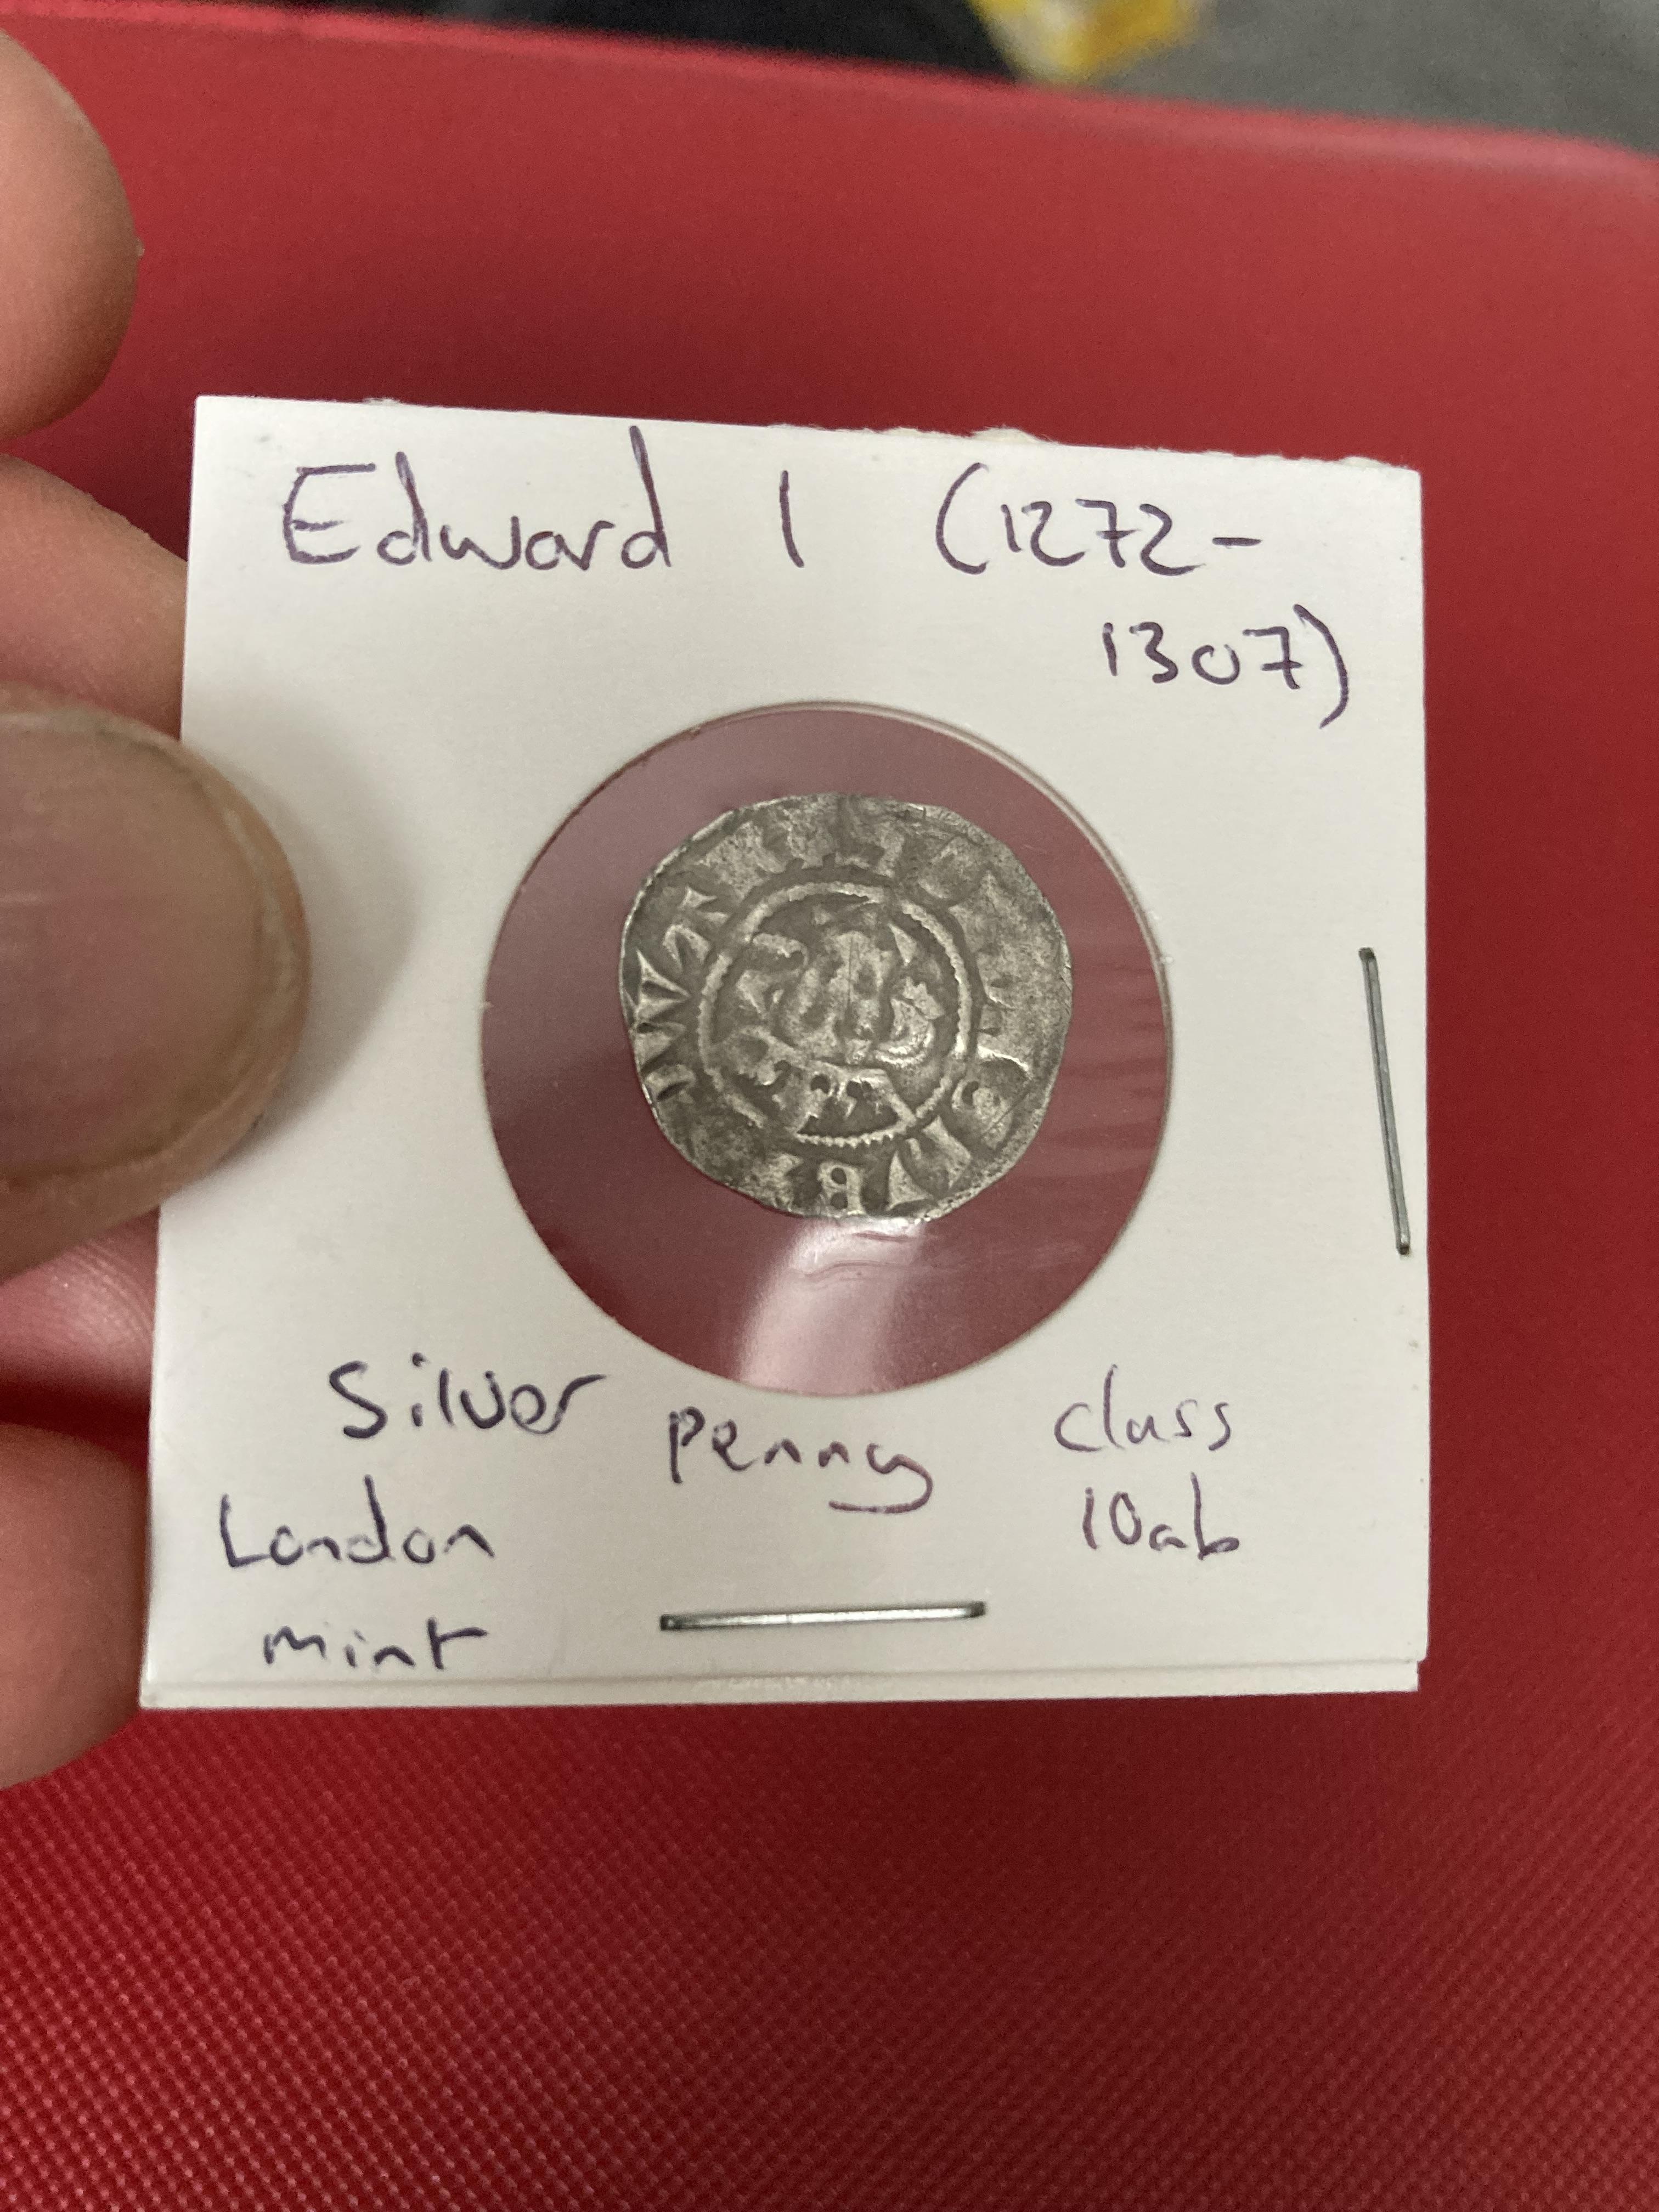 Edward I (1272-
1307)
Silver penny class
10ab
London
mint